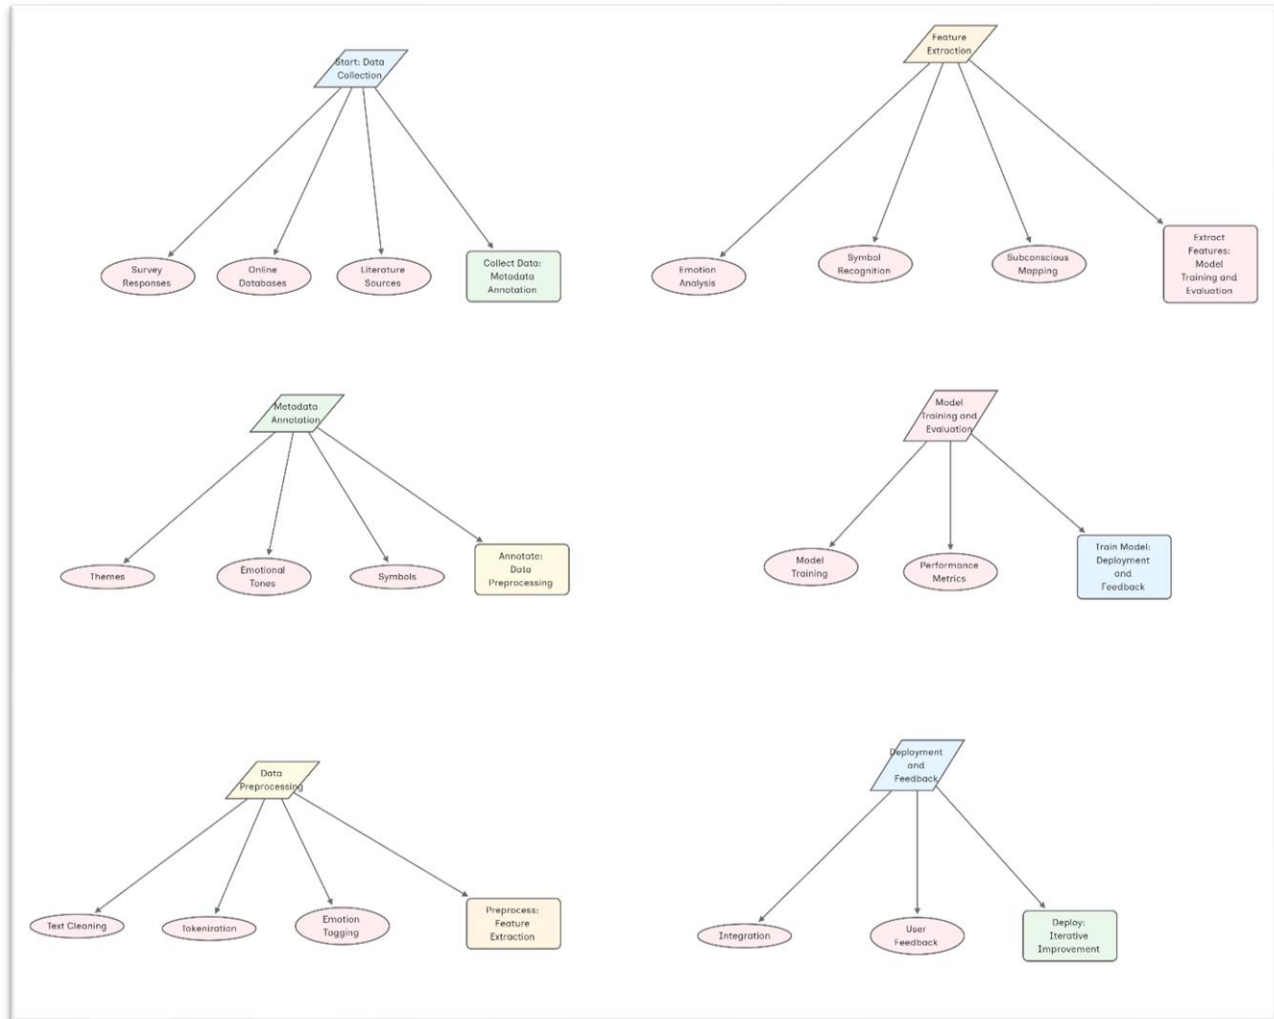 Start: Data
Collection
Survey
Responses
Online
Databases
Literature
Sources
Collect Data:
Metadata
Annotation
Feature
Extraction
Emotion
Analysis
Symbol
Recognition
Subconscious
Mapping
Extract
Features:
Model
Training and
Evaluation
Metadata
Annotation
Themes
Emotional
Tones
Symbols
Annotate:
Data
Preprocessing
Model
Training and
Evaluation
Model
Training
Performance
Metrics
Train Model:
Deployment
and
Feedback
Data
Preprocessing
Text Cleaning
Tokenization
Emotion
Tagging
Preprocess:
Feature
Extraction
Deployment
and
Feedback
Integration
User
Feedback
Deploy:
Iterative
Improvement